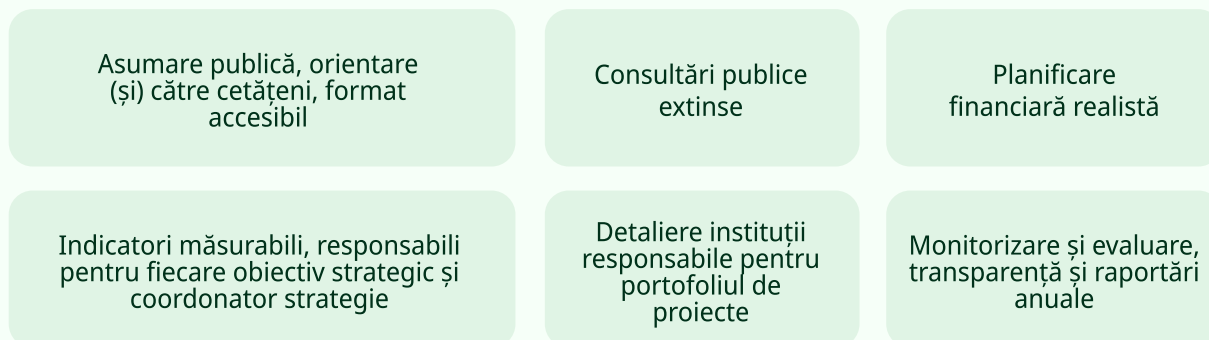 Asumare publică, orientare
(și) către cetățeni, format
accesibil
Consultări publice
extinse
Planificare
financiară realistă
Indicatori măsurabili, responsabili
pentru fiecare obiectiv strategic și
coordonator strategie
Detaliere instituții
responsabile pentru
portofoliul de
proiecte
Monitorizare și evaluare,
transparență și raportări
anuale